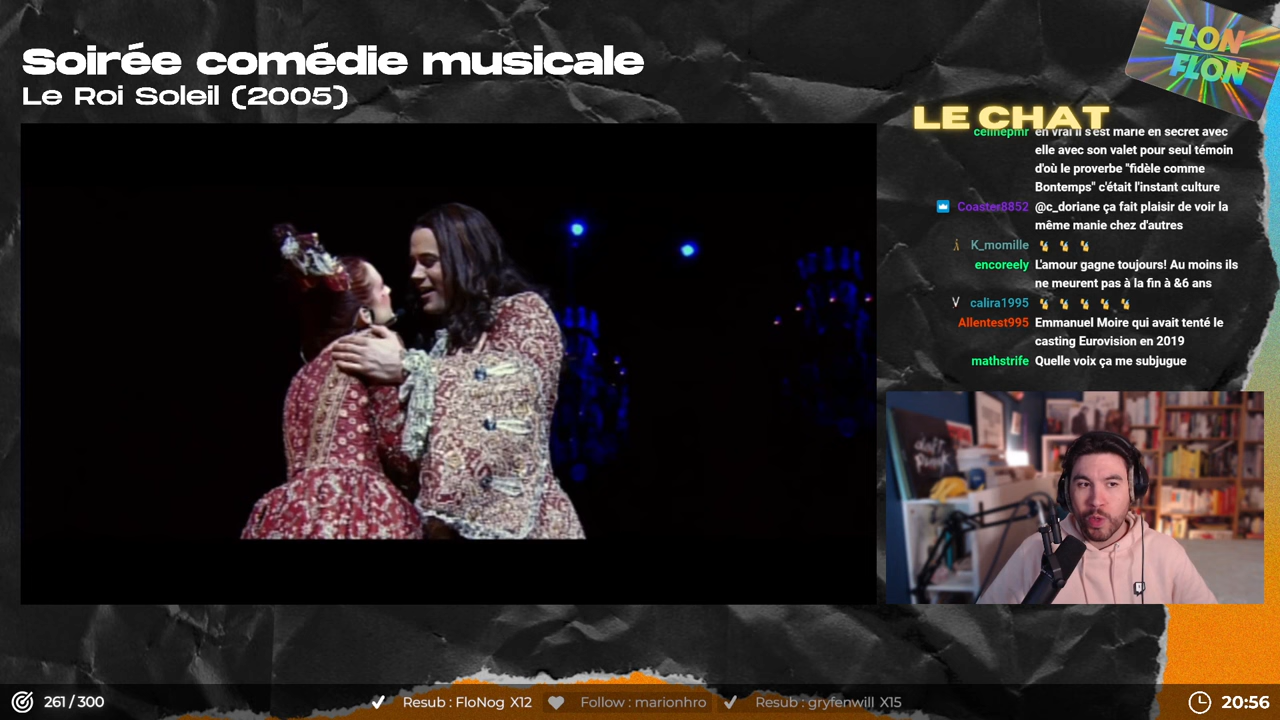 Soirée comédie musicale
Le Roi Soleil (2005)
FLON
FLON
LE CHAT
celinepmr en vrai il s'est marié en secret avec
elle avec son valet pour seul témoin
d'où le proverbe "fidèle comme
Bontemps" c'était l'instant culture
Coaster8852 @c_doriane ça fait plaisir de voir la
même manie chez d'autres
K_momille
encoreely L'amour gagne toujours! Au moins ils
ne meurent pas à la fin à &6 ans
calira1995
Allentest995 Emmanuel Moire qui avait tenté le
casting Eurovision en 2019
mathstrife Quelle voix ça me subjugue
daft
punk
261 / 300
Resub : FloNog X12
Follow : marionhro
Resub : gryfenwill X15
20:56